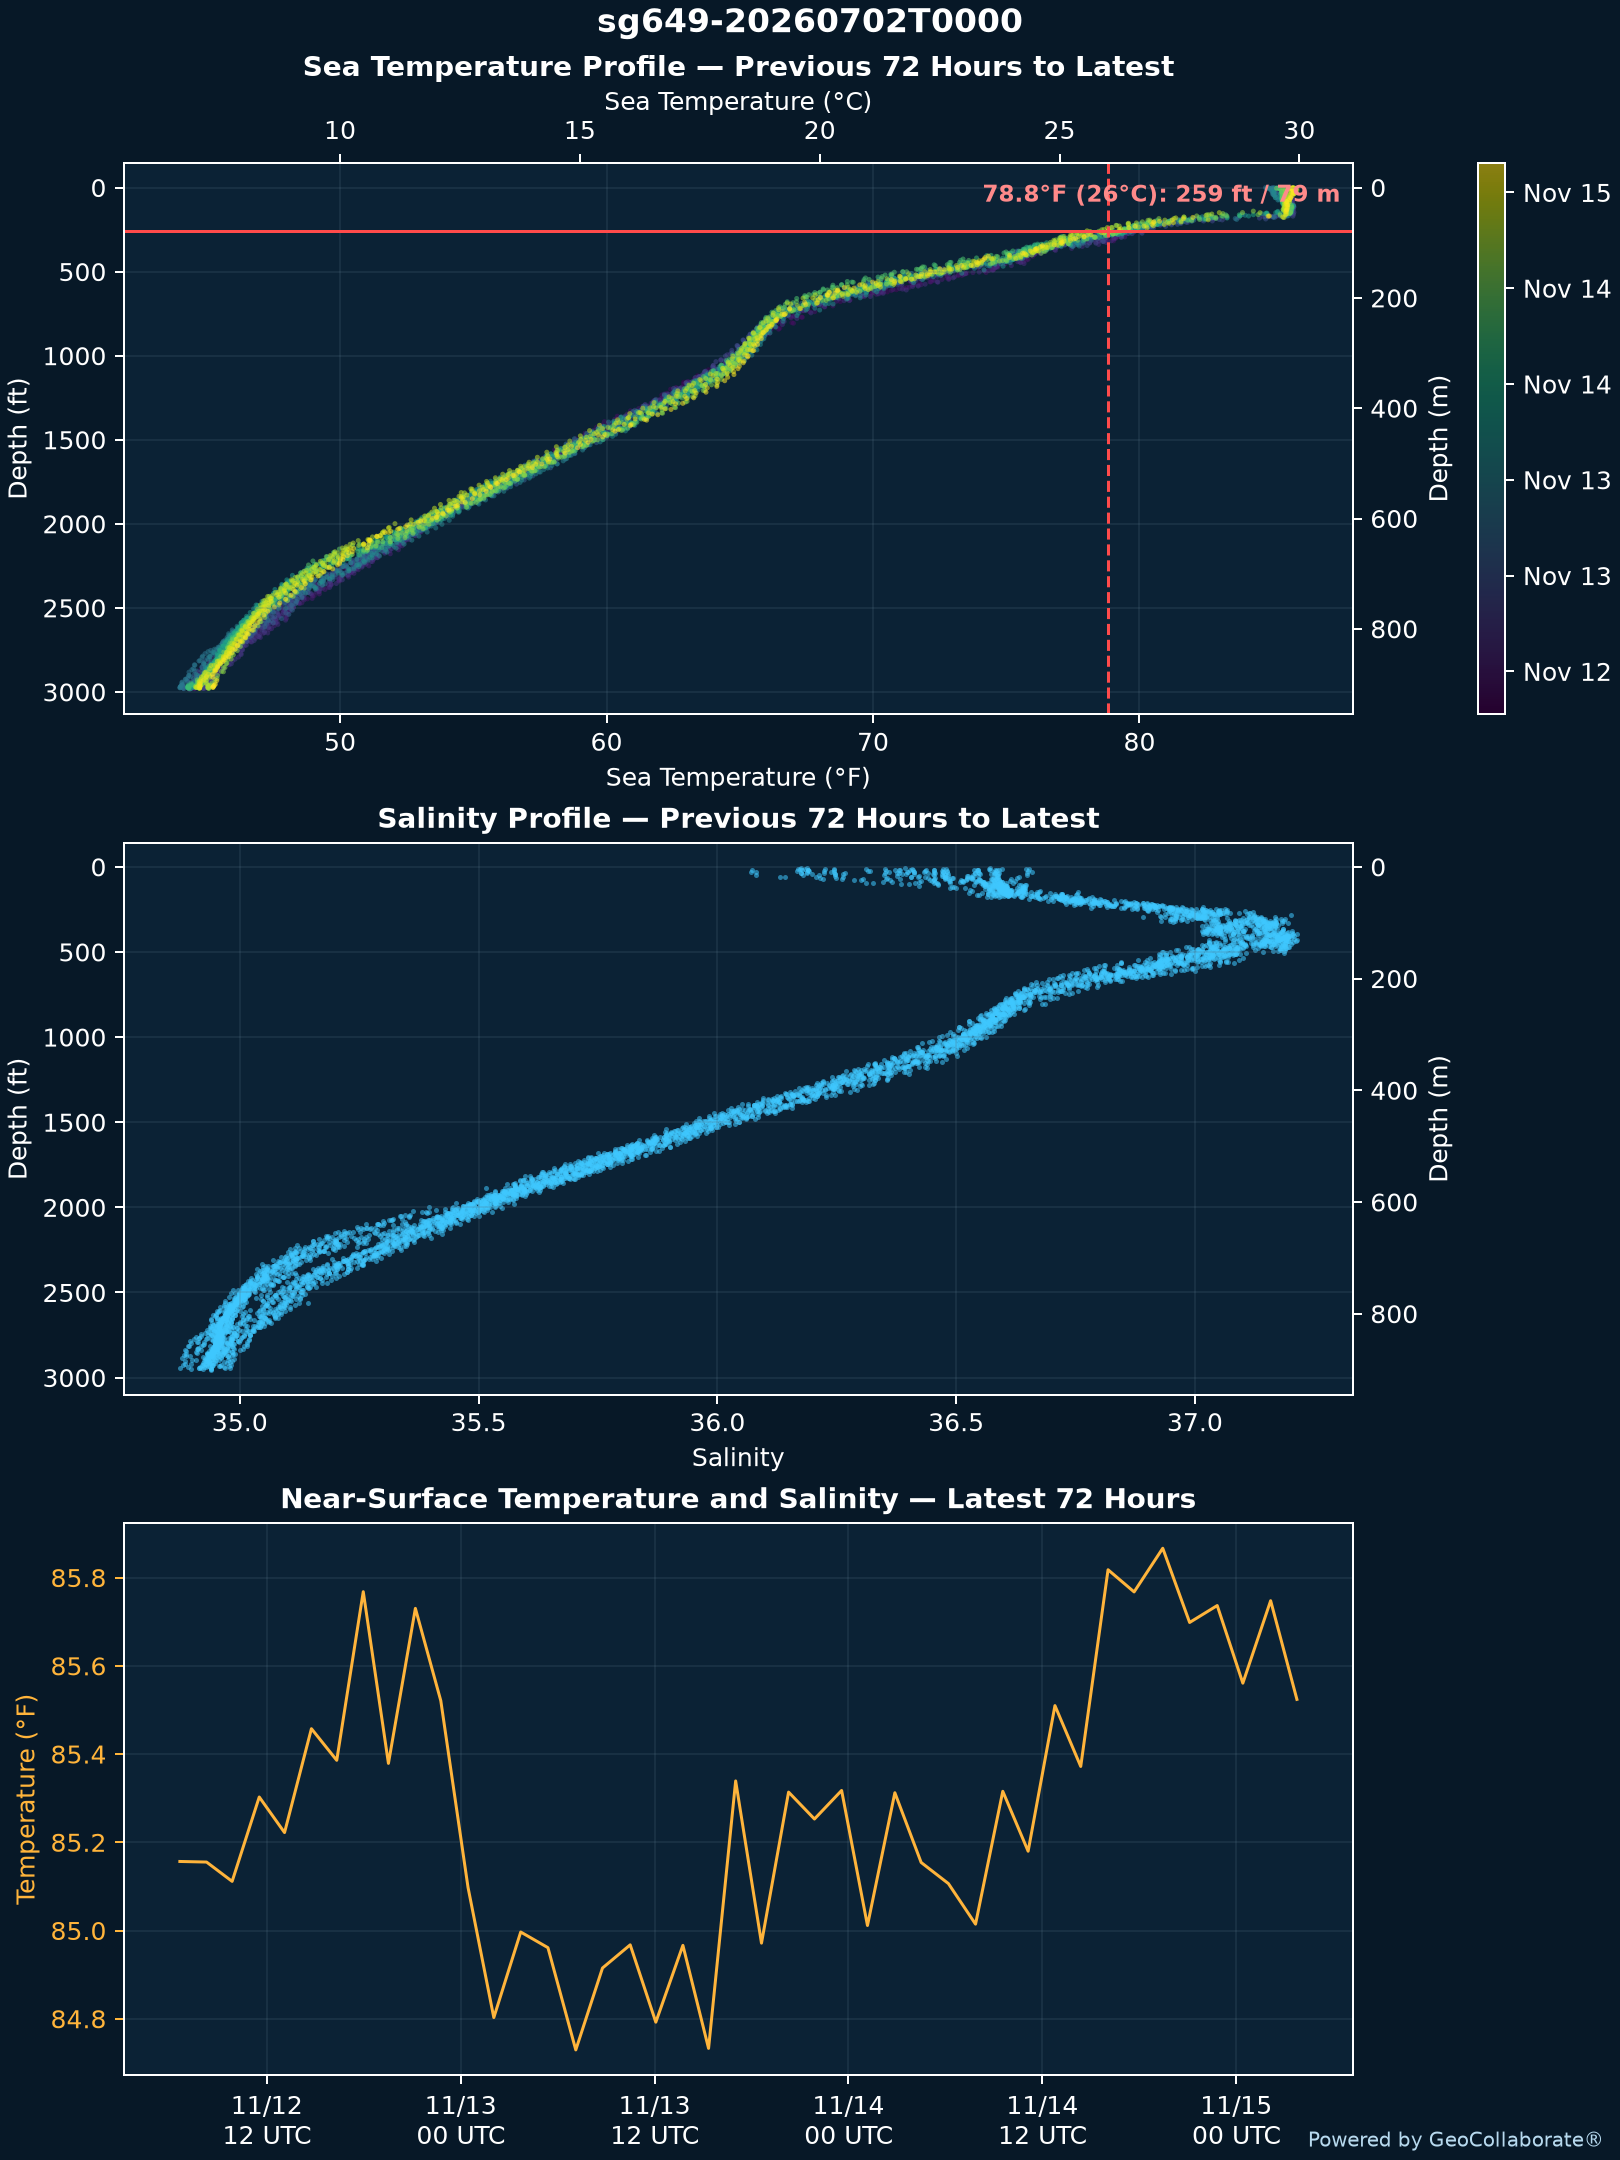 sg649-20260702T0000
Sea Temperature Profile — Previous 72 Hours to Latest
Sea Temperature (°C)
10 15 20 25 30
78.8°F (26°C): 259 ft / 79 m
0
500
1000
1500
2000
2500
3000
Depth (ft)
0
200
400
600
800
Depth (m)
Nov 15
Nov 14
Nov 14
Nov 13
Nov 13
Nov 12
50 60 70 80
Sea Temperature (°F)
Salinity Profile — Previous 72 Hours to Latest
0
500
1000
1500
2000
2500
3000
Depth (ft)
0
200
400
600
800
Depth (m)
35.0 35.5 36.0 36.5 37.0
Salinity
Near-Surface Temperature and Salinity — Latest 72 Hours
85.8
85.6
85.4
85.2
85.0
84.8
Temperature (°F)
11/12 11/13 11/13 11/14 11/14 11/15
12 UTC 00 UTC 12 UTC 00 UTC 12 UTC 00 UTC
Powered by GeoCollaborate®